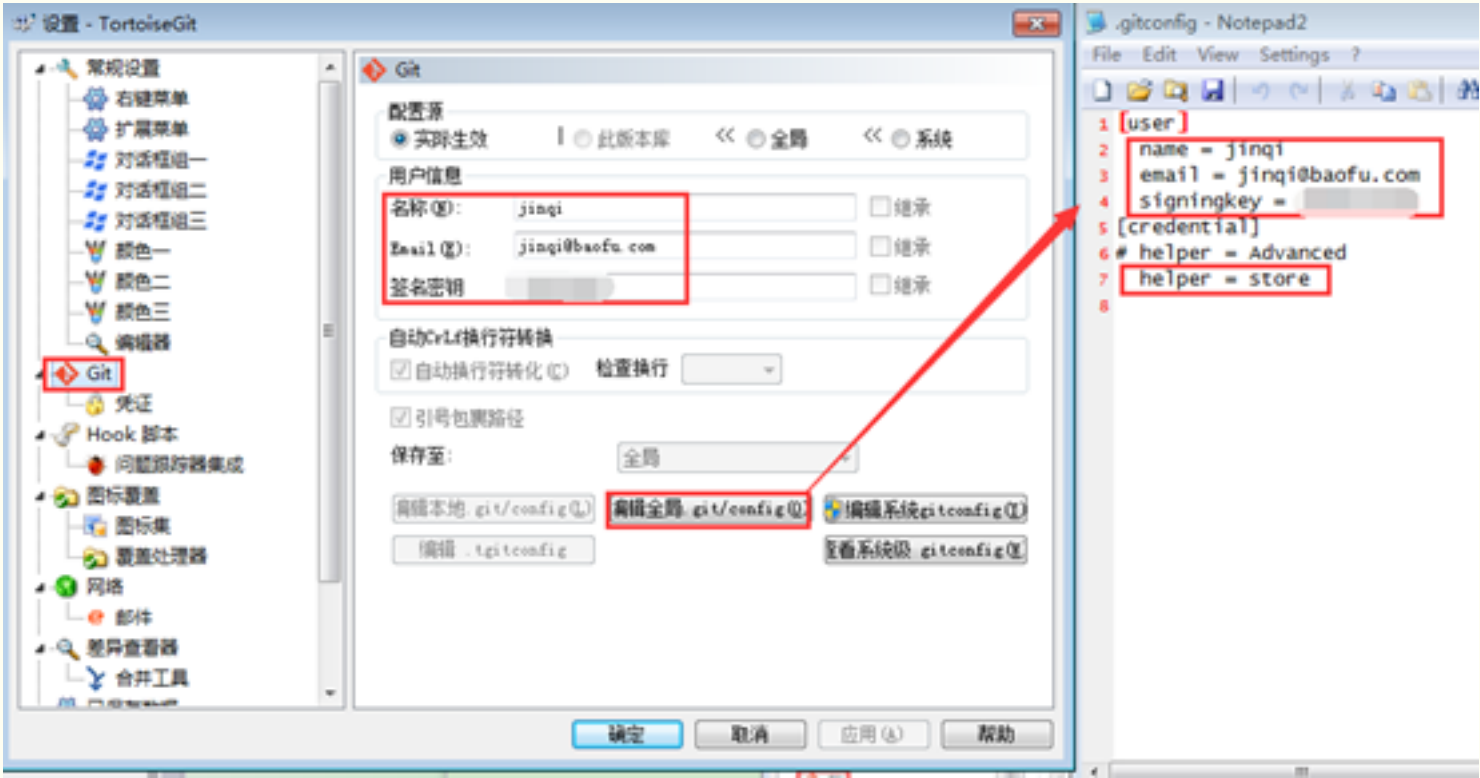 设置 - TortoiseGit
常规设置
右键菜单
扩展菜单
对话框组一
对话框组二
对话框组三
颜色一
颜色二
颜色三
编辑器
Git
凭证
Hook 脚本
问题跟踪器集成
图标覆盖
图标集
覆盖处理器
网络
邮件
差异查看器
合并工具
Git
配置源
实际生效 | 此版本库 << 全局 << 系统
用户信息
名称(N): jinqi 继承
Email(E): jinqi@baofu.com 继承
签名密钥 继承
自动CrLf换行符转换
自动换行符转化(C) 检查换行
引号包裹路径
保存至: 全局
编辑本地.git/config(L) 编辑全局.git/config(O) 编辑系统gitconfig(I)
编辑 .tgitconfig 查看系统级.gitconfig
确定 取消 应用(A) 帮助
.gitconfig - Notepad2
File Edit View Settings ?
1 [user]
2 name = jinqi
3 email = jinqi@baofu.com
4 signingkey =
5 [credential]
6 # helper = Advanced
7 helper = store
8